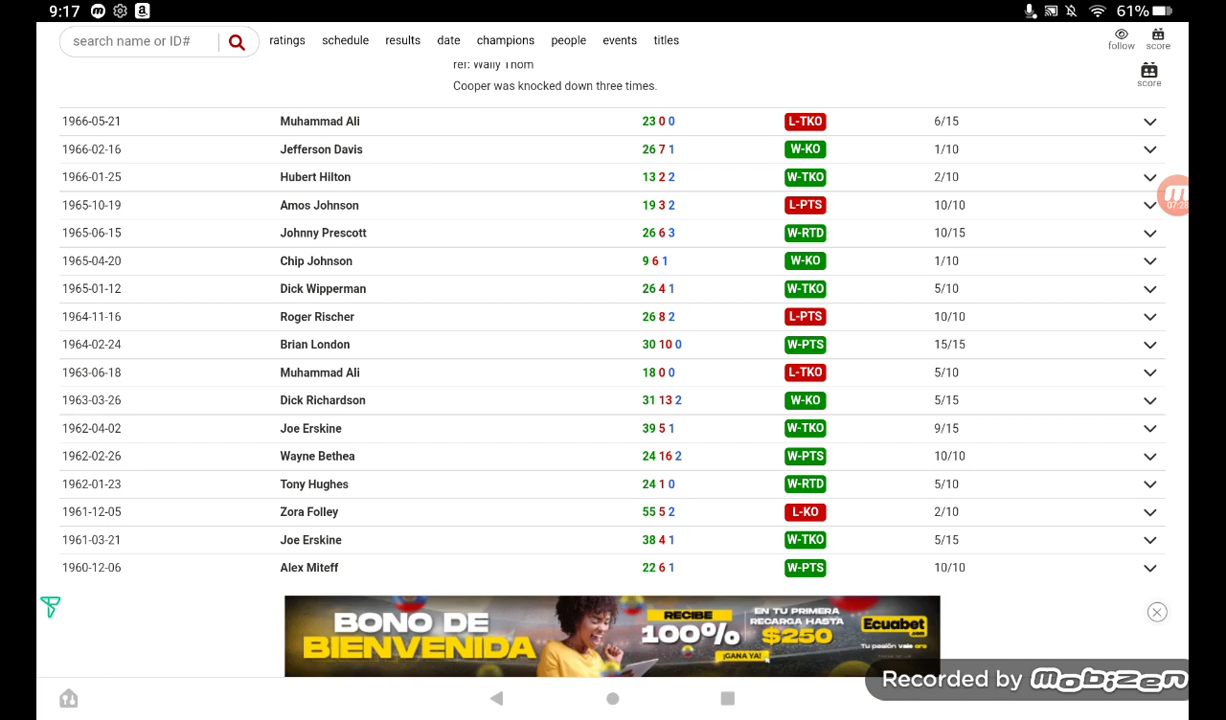 9:17
61%
search name or ID# ratings schedule results date champions people events titles
follow score
ref: Wally Thom
score
Cooper was knocked down three times.
1966-05-21 Muhammad Ali 23 0 0 L-TKO 6/15
1966-02-16 Jefferson Davis 26 7 1 W-KO 1/10
1966-01-25 Hubert Hilton 13 2 2 W-TKO 2/10
07:28
1965-10-19 Amos Johnson 19 3 2 L-PTS 10/10
1965-06-15 Johnny Prescott 26 6 3 W-RTD 10/15
1965-04-20 Chip Johnson 9 6 1 W-KO 1/10
1965-01-12 Dick Wipperman 26 4 1 W-TKO 5/10
1964-11-16 Roger Rischer 26 8 2 L-PTS 10/10
1964-02-24 Brian London 30 10 0 W-PTS 15/15
1963-06-18 Muhammad Ali 18 0 0 L-TKO 5/10
1963-03-26 Dick Richardson 31 13 2 W-KO 5/15
1962-04-02 Joe Erskine 39 5 1 W-TKO 9/15
1962-02-26 Wayne Bethea 24 16 2 W-PTS 10/10
1962-01-23 Tony Hughes 24 1 0 W-RTD 5/10
1961-12-05 Zora Folley 55 5 2 L-KO 2/10
1961-03-21 Joe Erskine 38 4 1 W-TKO 5/15
1960-12-06 Alex Miteff 22 6 1 W-PTS 10/10
BONO DE
BIENVENIDA
RECIBE
100%
¡GANA YA!
EN TU PRIMERA
RECARGA HASTA
$250
Ecuabet
.com
Tu pasión vale oro
Recorded by mobizen